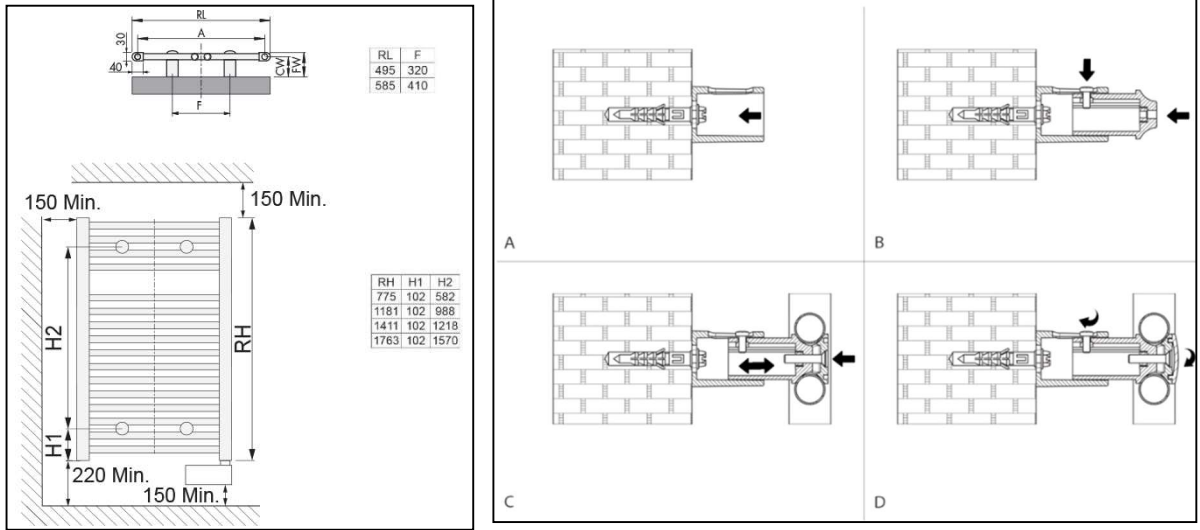 RL
A
30
40
CW
FW
F
RL F
495 320
585 410
150 Min.
150 Min.
H2
RH
H1
220 Min.
150 Min.
RH H1 H2
775 102 582
1181 102 988
1411 102 1218
1763 102 1570
A
B
C
D